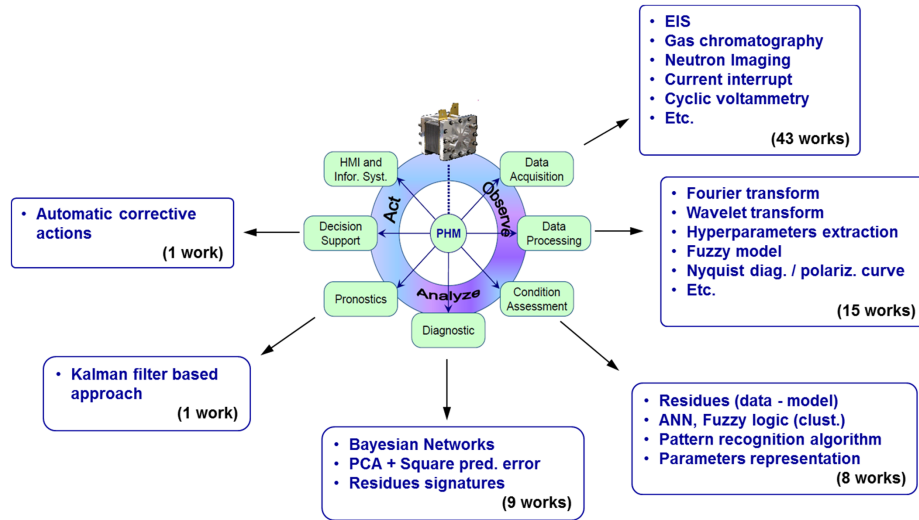 • EIS
• Gas chromatography
• Neutron Imaging
• Current interrupt
• Cyclic voltammetry
• Etc.
(43 works)
HMI and
Infor. Syst.
Data
Acquisition
Act
Observe
Analyze
PHM
Decision
Support
Data
Processing
Pronostics
Condition
Assessment
Diagnostic
• Automatic corrective
actions
(1 work)
• Fourier transform
• Wavelet transform
• Hyperparameters extraction
• Fuzzy model
• Nyquist diag. / polariz. curve
• Etc.
(15 works)
• Kalman filter based
approach
(1 work)
• Bayesian Networks
• PCA + Square pred. error
• Residues signatures
(9 works)
• Residues (data - model)
• ANN, Fuzzy logic (clust.)
• Pattern recognition algorithm
• Parameters representation
(8 works)